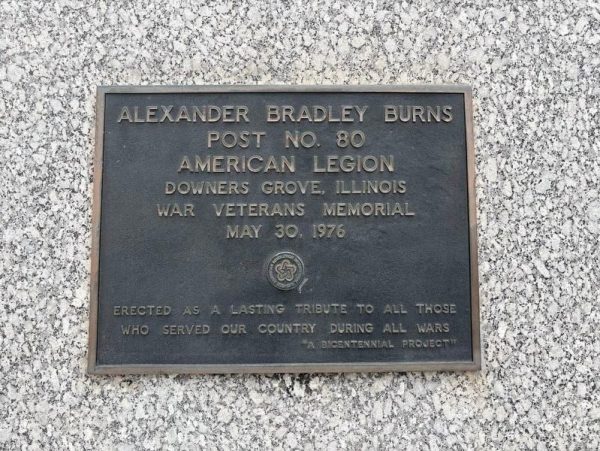 ALEXANDER BRADLEY BURNS
POST NO. 80
AMERICAN LEGION
DOWNERS GROVE, ILLINOIS
WAR VETERANS MEMORIAL
MAY 30, 1976
ERECTED AS A LASTING TRIBUTE TO ALL THOSE
WHO SERVED OUR COUNTRY DURING ALL WARS
"A BICENTENNIAL PROJECT"